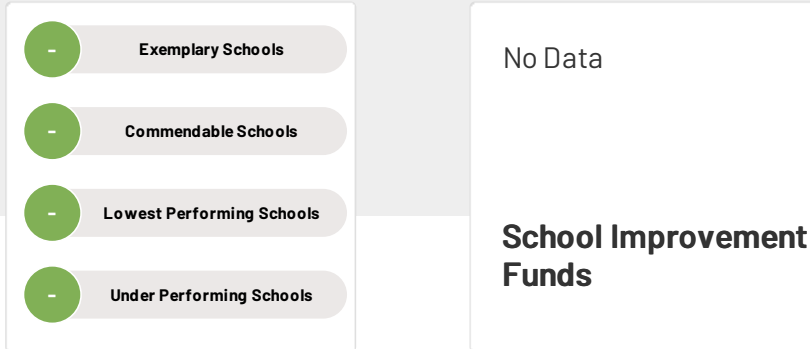 -
Exemplary Schools
-
Commendable Schools
-
Lowest Performing Schools
-
Under Performing Schools
No Data
School Improvement
Funds